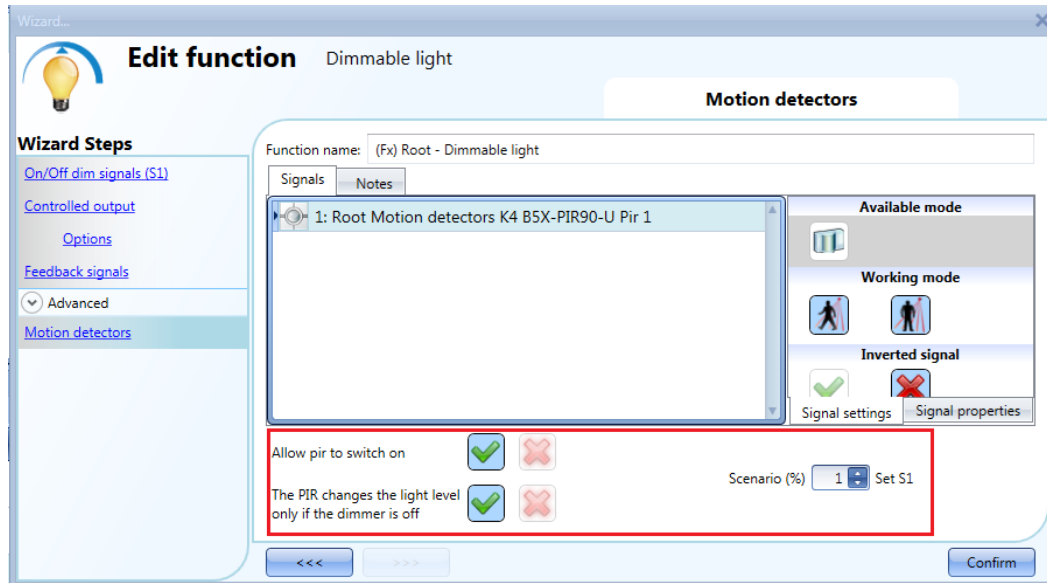 Wizard...
Edit function Dimmable light
Motion detectors
Wizard Steps
On/Off dim signals (S1)
Controlled output
Options
Feedback signals
Advanced
Motion detectors
Function name: (Fx) Root - Dimmable light
Signals Notes
1: Root Motion detectors K4 B5X-PIR90-U Pir 1
Available mode
Working mode
Inverted signal
Signal settings Signal properties
Allow pir to switch on
Scenario (%) 1 Set S1
The PIR changes the light level
only if the dimmer is off
<<< >>> Confirm